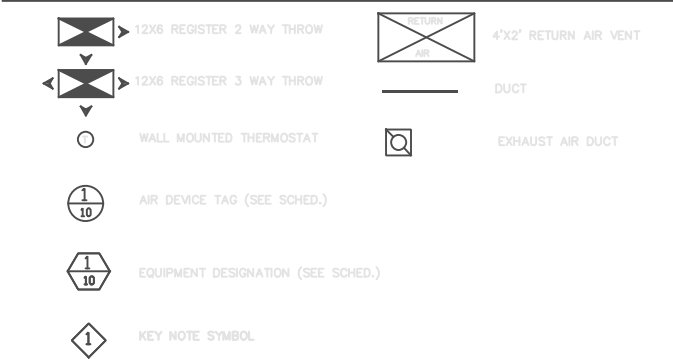 12X6 REGISTER 2 WAY THROW
12X6 REGISTER 3 WAY THROW
T
WALL MOUNTED THERMOSTAT
1
10
AIR DEVICE TAG (SEE SCHED.)
1
10
EQUIPMENT DESIGNATION (SEE SCHED.)
1
KEY NOTE SYMBOL
RETURN
AIR
4'X2' RETURN AIR VENT
DUCT
EXHAUST AIR DUCT